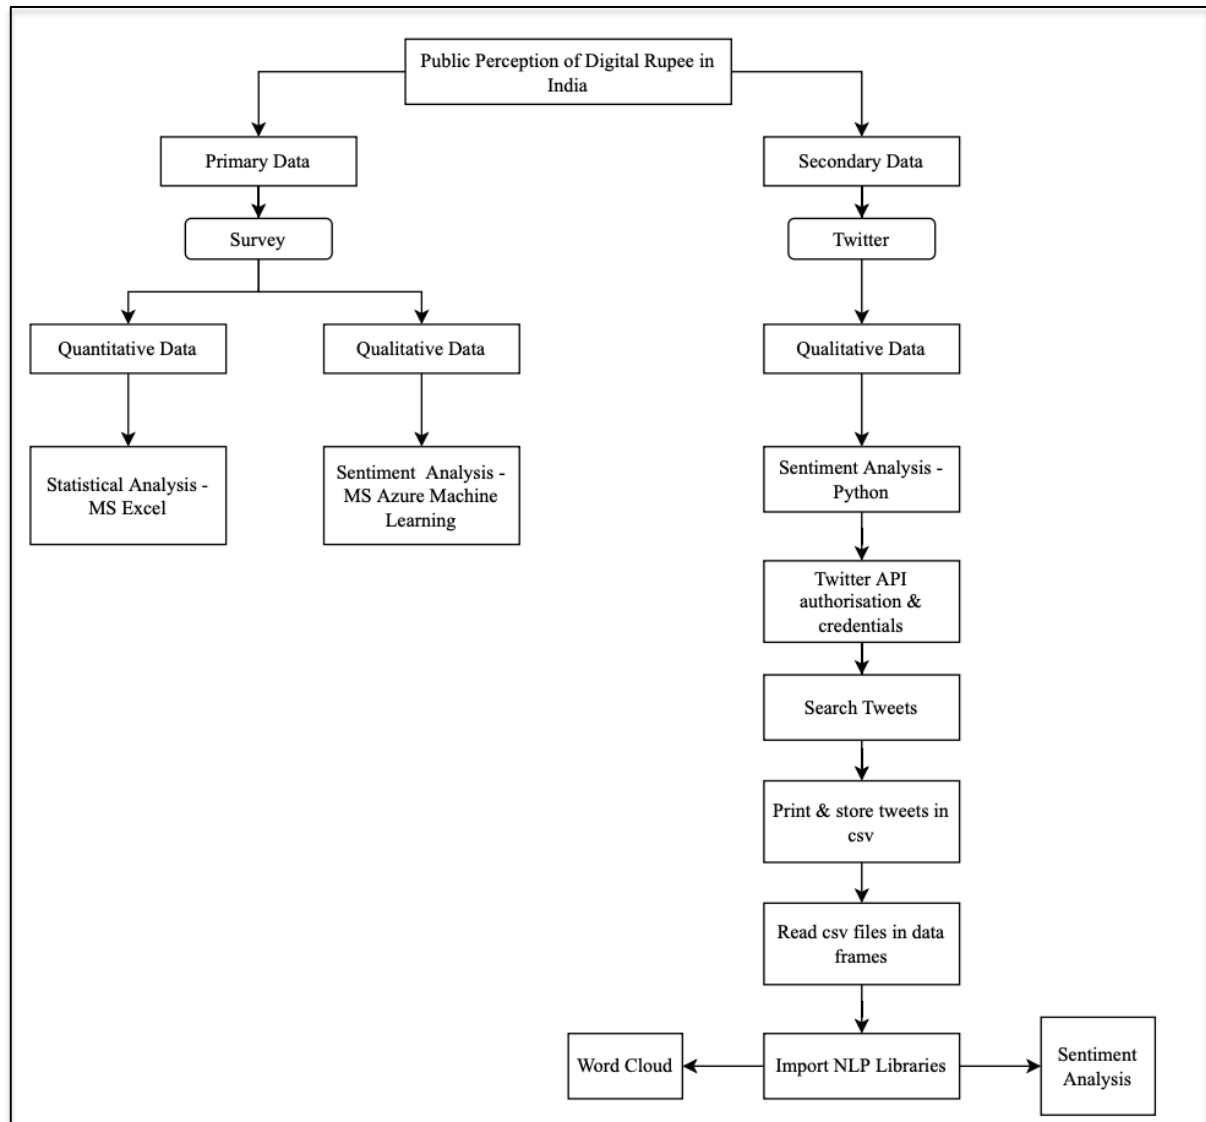 Public Perception of Digital Rupee in
India
Primary Data
Secondary Data
Survey
Twitter
Quantitative Data
Qualitative Data
Qualitative Data
Statistical Analysis -
MS Excel
Sentiment Analysis -
MS Azure Machine
Learning
Sentiment Analysis -
Python
Twitter API
authorisation &
credentials
Search Tweets
Print & store tweets in
csv
Read csv files in data
frames
Word Cloud
Import NLP Libraries
Sentiment
Analysis